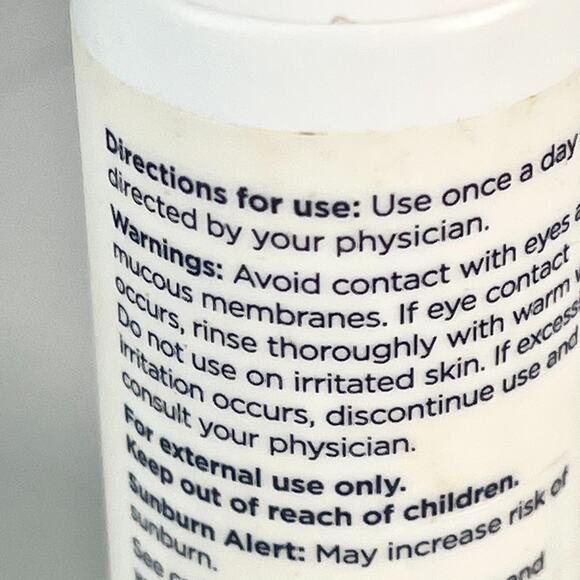 Directions for use: Use once a day
directed by your physician.
Warnings: Avoid contact with eyes a
mucous membranes. If eye contact
occurs, rinse thoroughly with warm w
Do not use on irritated skin. If excess
irritation occurs, discontinue use and
consult your physician.
For external use only.
Keep out of reach of children.
Sunburn Alert: May increase risk of
sunburn.
See
and